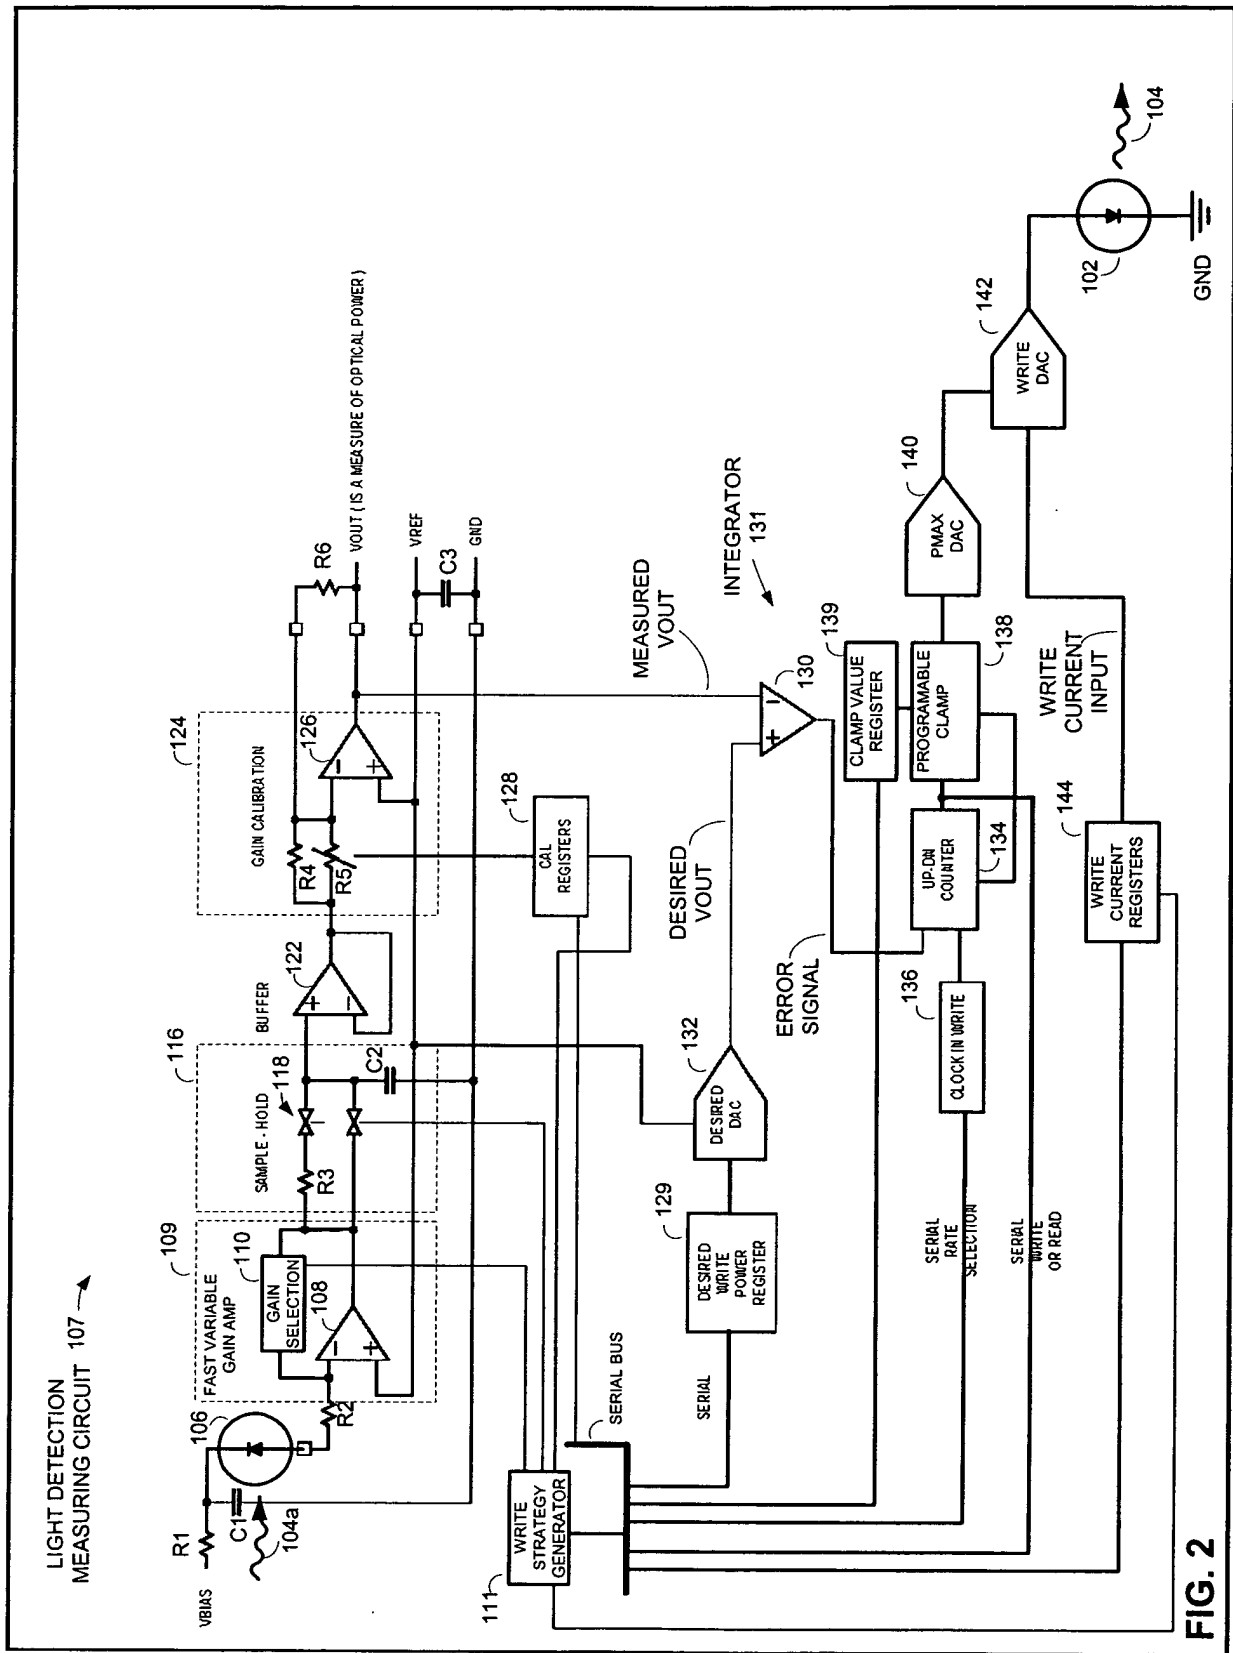 LIGHT DETECTION
MEASURING CIRCUIT 107
VBIAS
R1
C1
104a
106
R2
109
FAST VARIABLE
GAIN AMP
110
GAIN
SELECTION
108
−
+
116
SAMPLE - HOLD
118
R3
C2
BUFFER
122
+
−
124
GAIN CALIBRATION
R4
R5
126
−
+
R6
VOUT ( IS A MEASURE OF OPTICAL POWER)
VREF
C3
GND
111
WRITE
STRATEGY
GENERATOR
SERIAL BUS
128
CAL
REGISTERS
SERIAL
129
DESIRED
WRITE
POWER
REGISTER
132
DESIRED
DAC
DESIRED
VOUT
MEASURED
VOUT
130
+
−
INTEGRATOR
131
ERROR
SIGNAL
139
CLAMP VALUE
REGISTER
138
PROGRAMABLE
CLAMP
134
UP-DN
COUNTER
136
CLOCK IN WRITE
SERIAL
RATE
SELECTION
SERIAL
WRITE
OR READ
140
PMAX
DAC
142
WRITE
DAC
144
WRITE
CURRENT
REGISTERS
WRITE
CURRENT
INPUT
102
104
GND
FIG. 2